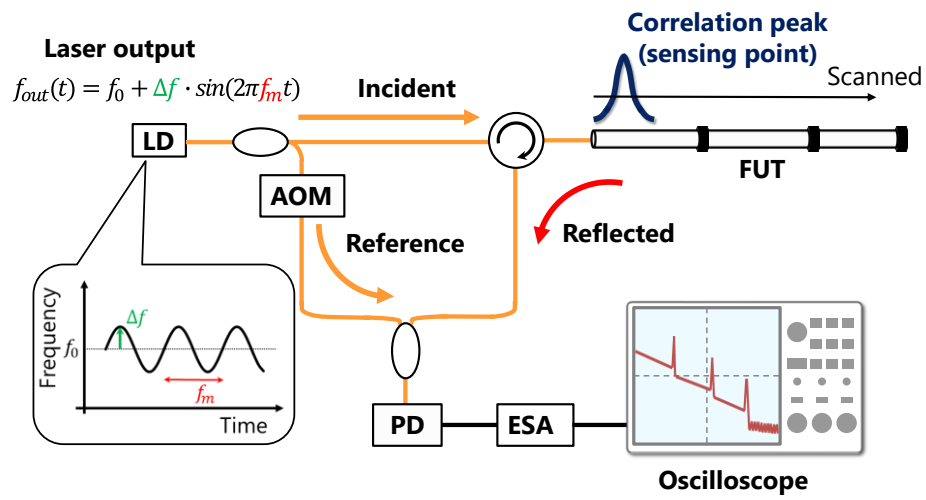 Correlation peak
(sensing point)
Laser output
f_out(t) = f_0 + Δf · sin(2πf_m t)
Incident
Scanned
LD
FUT
AOM
Reference
Reflected
Δf
f_0
f_m
Frequency
Time
PD
ESA
Oscilloscope